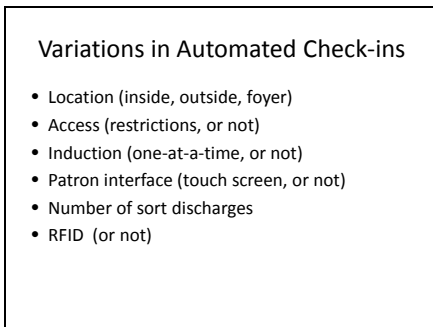 Variations in Automated Check-ins
• Location (inside, outside, foyer)
• Access (restrictions, or not)
• Induction (one-at-a-time, or not)
• Patron interface (touch screen, or not)
• Number of sort discharges
• RFID  (or not)